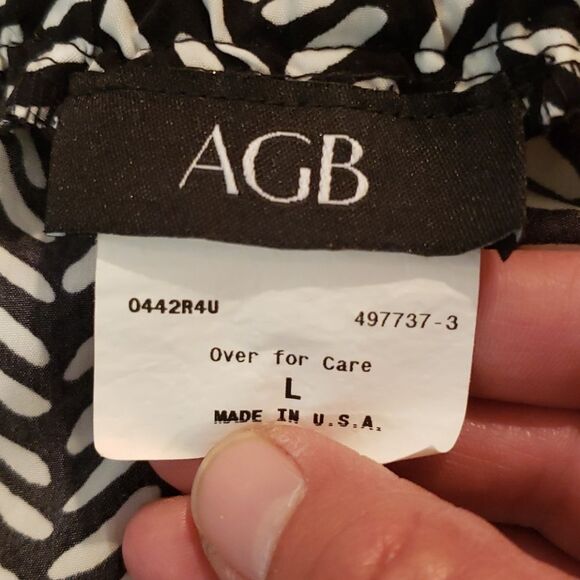 AGB
0442R4U 497737-3
Over for Care
L
MADE IN U.S.A.